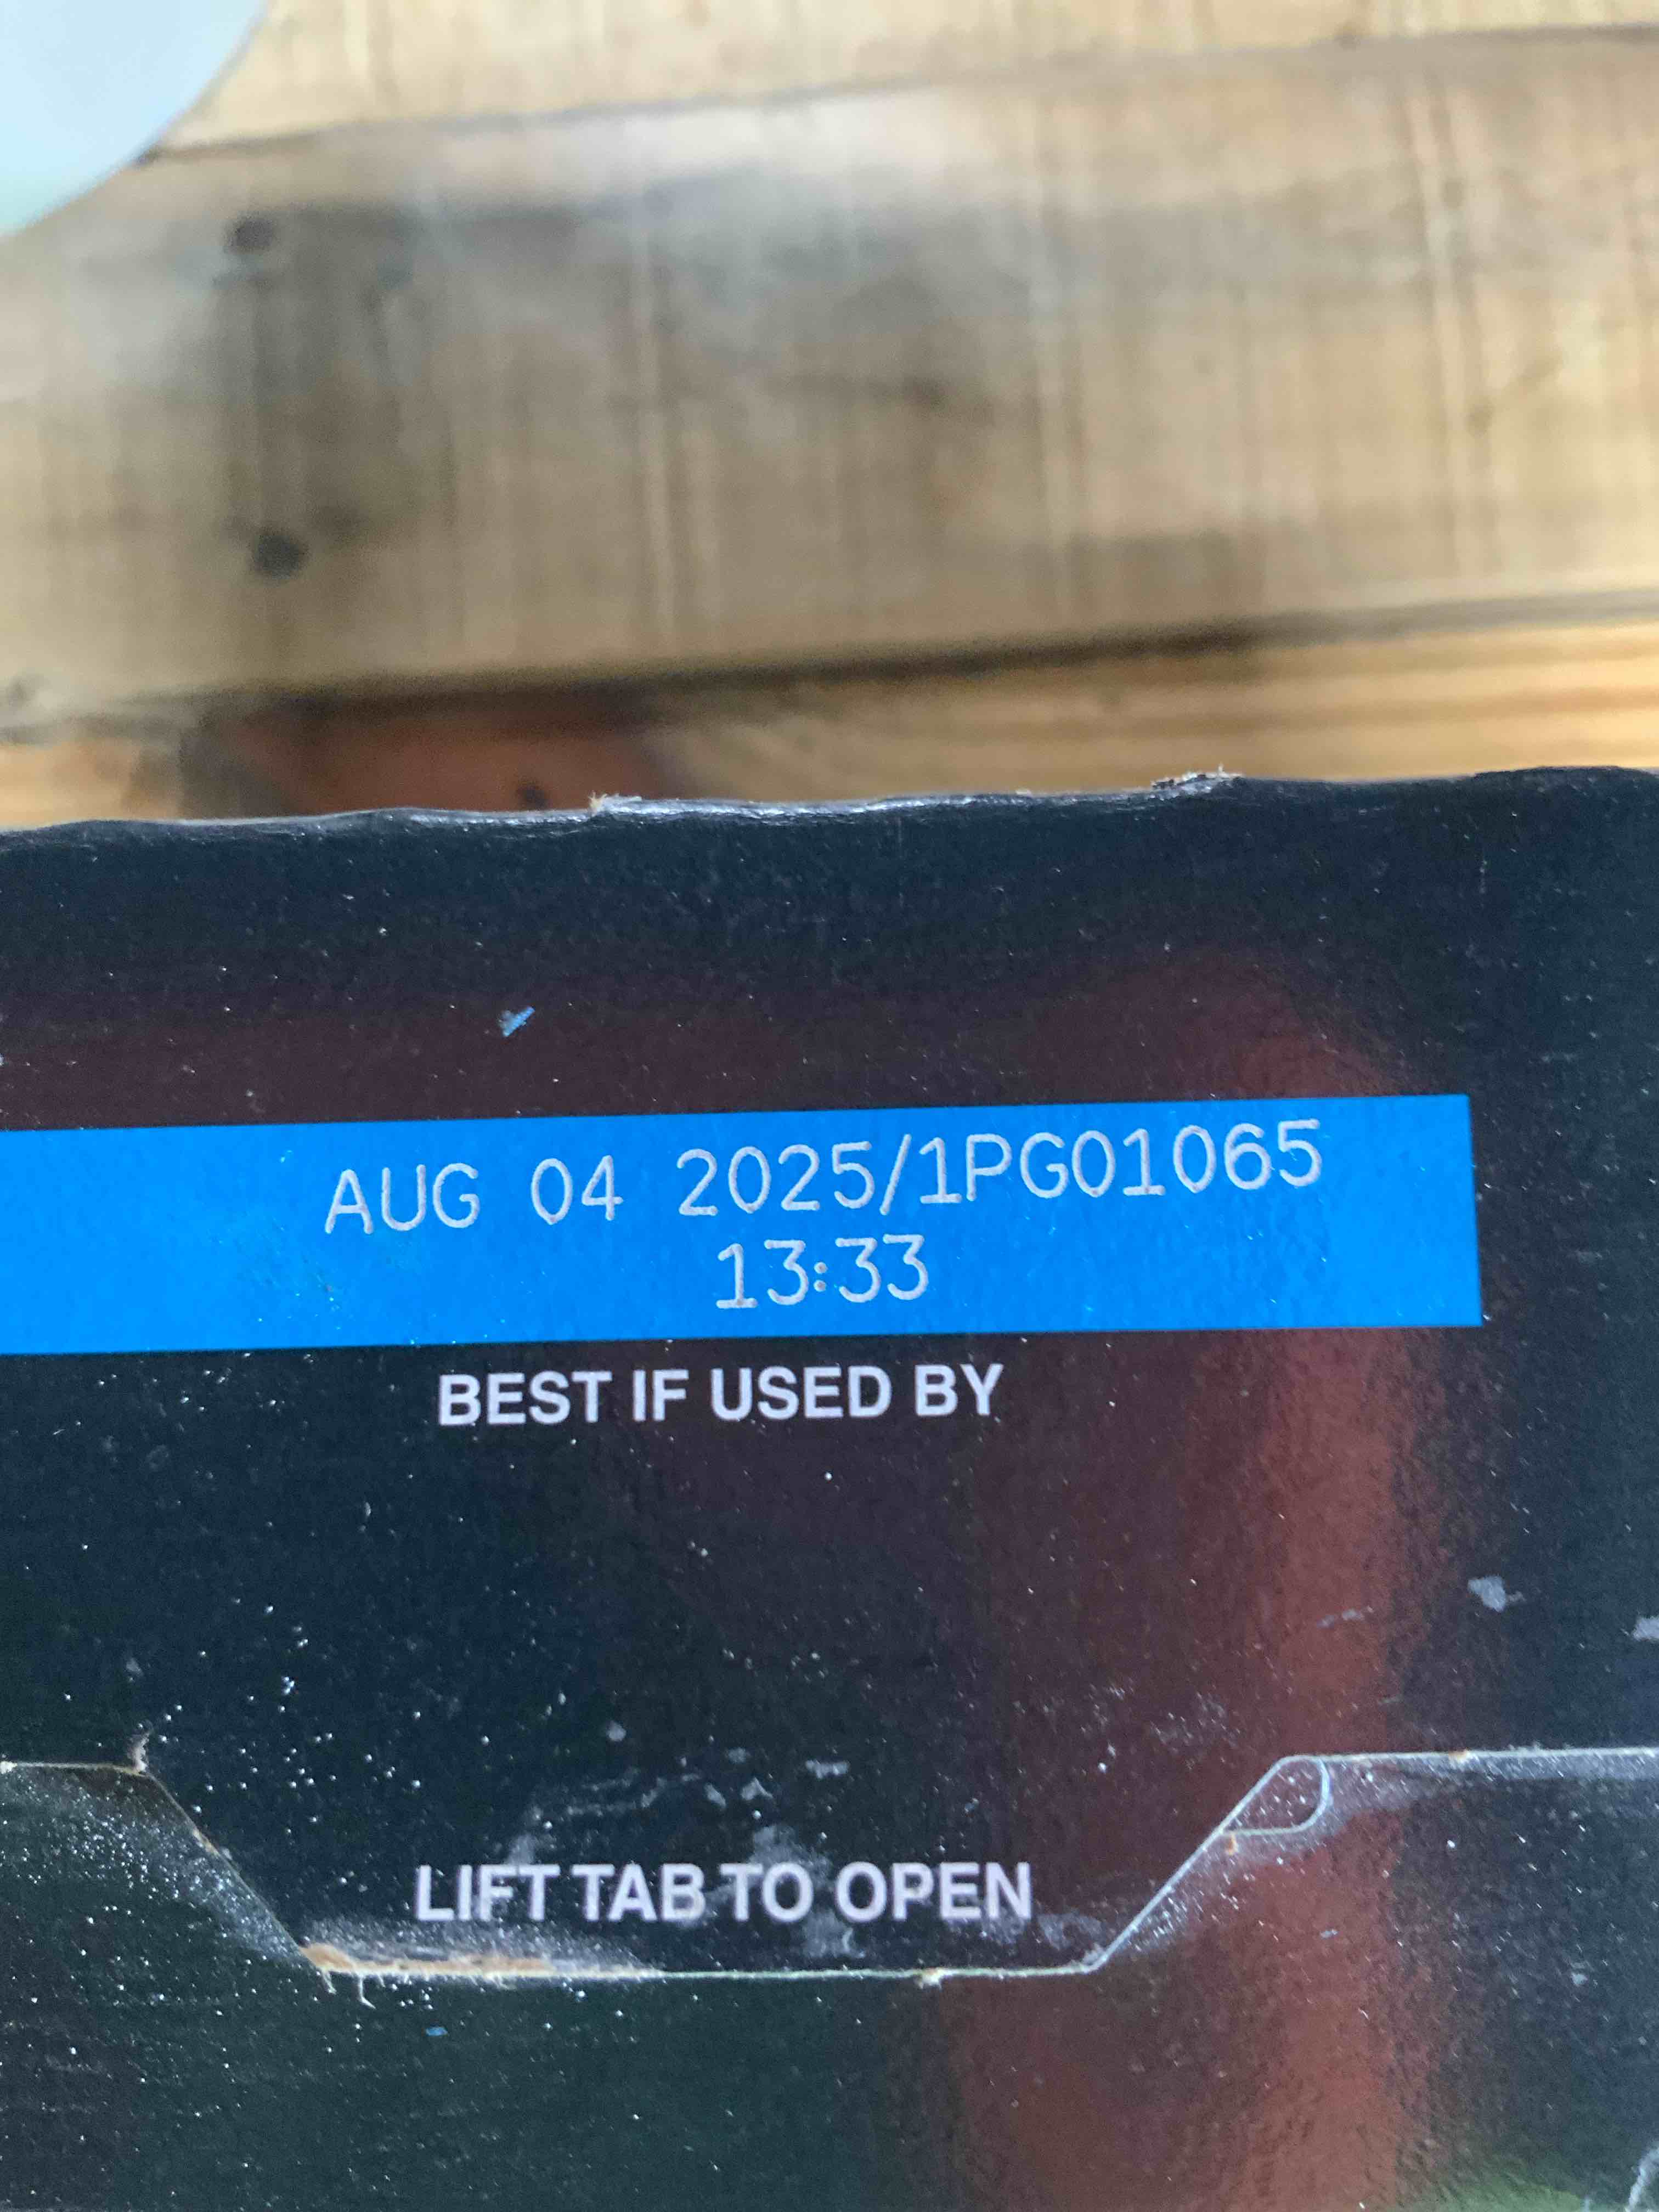 AUG 04 2025/1PG01065
13:33
BEST IF USED BY
LIFT TAB TO OPEN